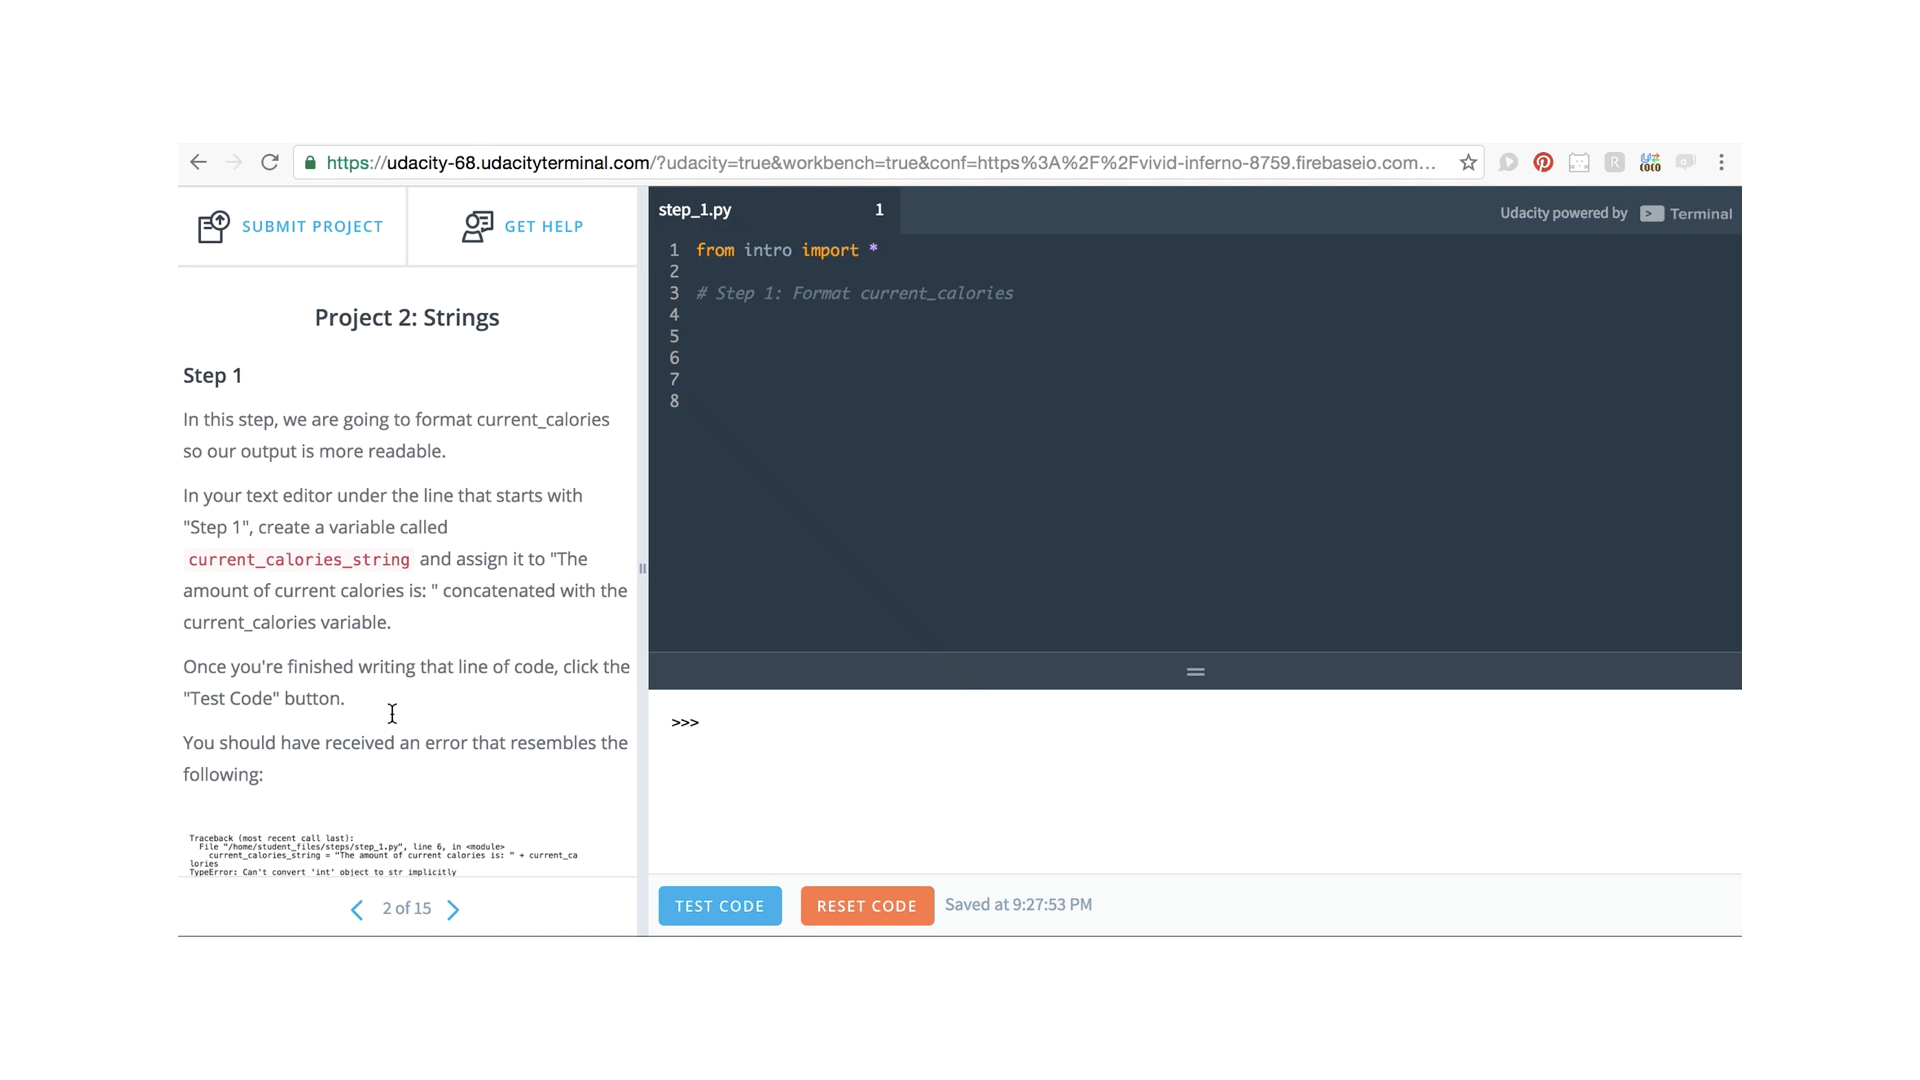 https://udacity-68.udacityterminal.com/?udacity=true&workbench=true&conf=https%3A%2F%2Fvivid-inferno-8759.firebaseio.com...
SUBMIT PROJECT
GET HELP
Project 2: Strings
Step 1
In this step, we are going to format current_calories
so our output is more readable.
In your text editor under the line that starts with
"Step 1", create a variable called
current_calories_string and assign it to "The
amount of current calories is: " concatenated with the
current_calories variable.
Once you're finished writing that line of code, click the
"Test Code" button.
You should have received an error that resembles the
following:
Traceback (most recent call last):
File "/home/student_files/steps/step_1.py", line 6, in <module>
current_calories_string = "The amount of current calories is: " + current_ca
lories
TypeError: Can't convert 'int' object to str implicitly
2 of 15
step_1.py 1
Udacity powered by >_ Terminal
1 from intro import *
2
3 # Step 1: Format current_calories
4
5
6
7
8
>>>
TEST CODE
RESET CODE
Saved at 9:27:53 PM